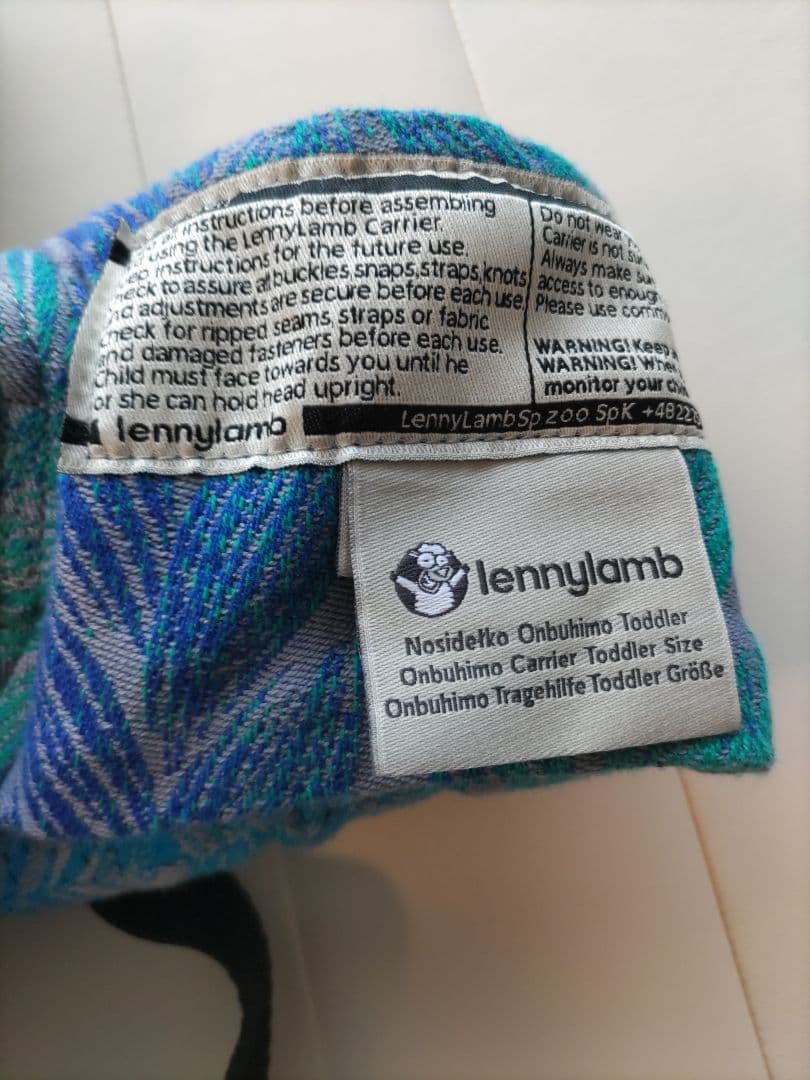 instructions before assembling
using the LennyLamb Carrier.
instructions for the future use.
to assure all buckles, snaps, straps, knots
adjustments are secure before each use
for ripped seams, straps or fabric
and damaged fasteners before each use.
child must face towards you until he
or she can hold head upright.
lennylamb
Do not wear
Carrier is not
Always make
access to enough
Please use
WARNING! Keep
WARNING!
monitor your
LennyLamb Sp zoo SpK +4822
lennylamb
Nosidełko Onbuhimo Toddler
Onbuhimo Carrier Toddler Size
Onbuhimo Tragehilfe Toddler Größe